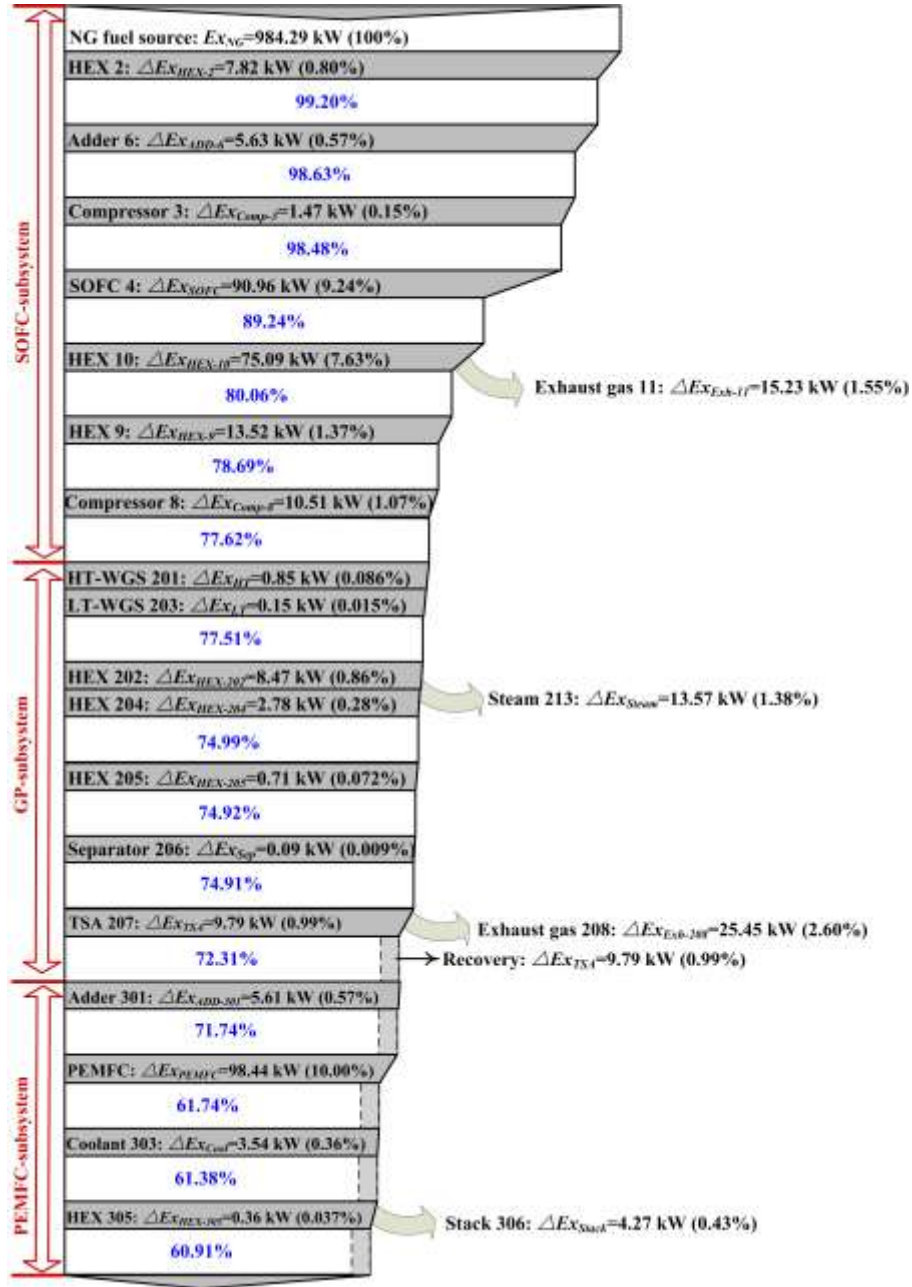 NG fuel source: Ex_NG=984.29 kW (100%)
HEX 2: △Ex_HEX-2=7.82 kW (0.80%)
99.20%
Adder 6: △Ex_ADD-6=5.63 kW (0.57%)
98.63%
Compressor 3: △Ex_Comp-3=1.47 kW (0.15%)
98.48%
SOFC 4: △Ex_SOFC=90.96 kW (9.24%)
89.24%
HEX 10: △Ex_HEX-10=75.09 kW (7.63%)
Exhaust gas 11: △Ex_Exh-11=15.23 kW (1.55%)
80.06%
HEX 9: △Ex_HEX-9=13.52 kW (1.37%)
78.69%
Compressor 8: △Ex_Comp-8=10.51 kW (1.07%)
77.62%
SOFC-subsystem
HT-WGS 201: △Ex_HT=0.85 kW (0.086%)
LT-WGS 203: △Ex_LT=0.15 kW (0.015%)
77.51%
HEX 202: △Ex_HEX-202=8.47 kW (0.86%)
HEX 204: △Ex_HEX-204=2.78 kW (0.28%)
Steam 213: △Ex_Steam=13.57 kW (1.38%)
74.99%
HEX 205: △Ex_HEX-205=0.71 kW (0.072%)
74.92%
Separator 206: △Ex_Sep=0.09 kW (0.009%)
74.91%
TSA 207: △Ex_TSA=9.79 kW (0.99%)
Exhaust gas 208: △Ex_Exh-208=25.45 kW (2.60%)
72.31%
Recovery: △Ex_TSA=9.79 kW (0.99%)
GP-subsystem
Adder 301: △Ex_ADD-301=5.61 kW (0.57%)
71.74%
PEMFC: △Ex_PEMFC=98.44 kW (10.00%)
61.74%
Coolant 303: △Ex_Cool=3.54 kW (0.36%)
61.38%
HEX 305: △Ex_HEX-305=0.36 kW (0.037%)
Stack 306: △Ex_Stack=4.27 kW (0.43%)
60.91%
PEMFC-subsystem